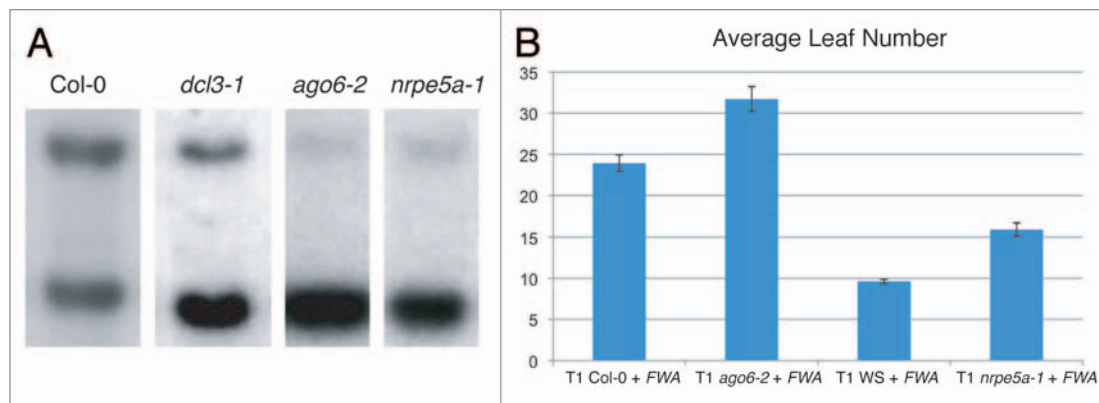 A
Col-0 dcl3-1 ago6-2 nrpe5a-1
B
Average Leaf Number
35
30
25
20
15
10
5
0
T1 Col-0 + FWA T1 ago6-2 + FWA T1 WS + FWA T1 nrpe5a-1 + FWA